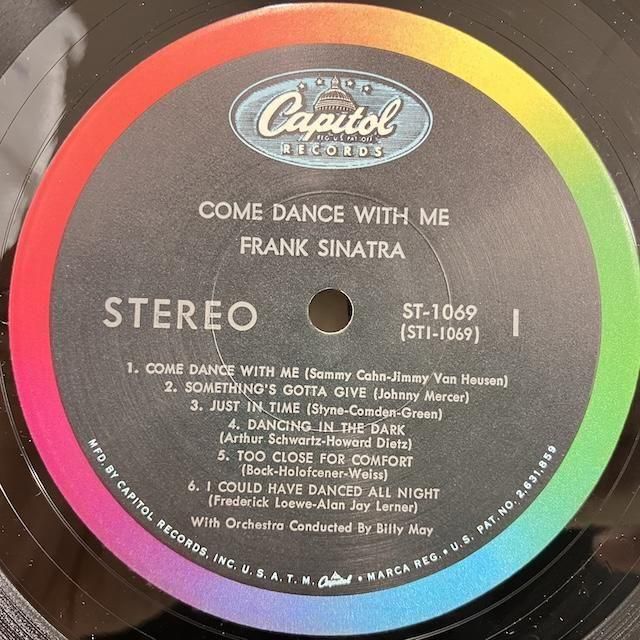 Capitol
REG. U.S. PAT. OFF.
RECORDS
COME DANCE WITH ME
FRANK SINATRA
STEREO
ST-1069
(ST1-1069)
1
1. COME DANCE WITH ME (Sammy Cahn-Jimmy Van Heusen)
2. SOMETHING'S GOTTA GIVE (Johnny Mercer)
3. JUST IN TIME (Styne-Comden-Green)
4. DANCING IN THE DARK
(Arthur Schwartz-Howard Dietz)
5. TOO CLOSE FOR COMFORT
(Bock-Holofcener-Weiss)
6. I COULD HAVE DANCED ALL NIGHT
(Frederick Loewe-Alan Jay Lerner)
With Orchestra Conducted By Billy May
MFD. BY CAPITOL RECORDS, INC. U. S. A. T. M. Capitol • MARCA REG. • U. S. PAT. NO. 2,631,859